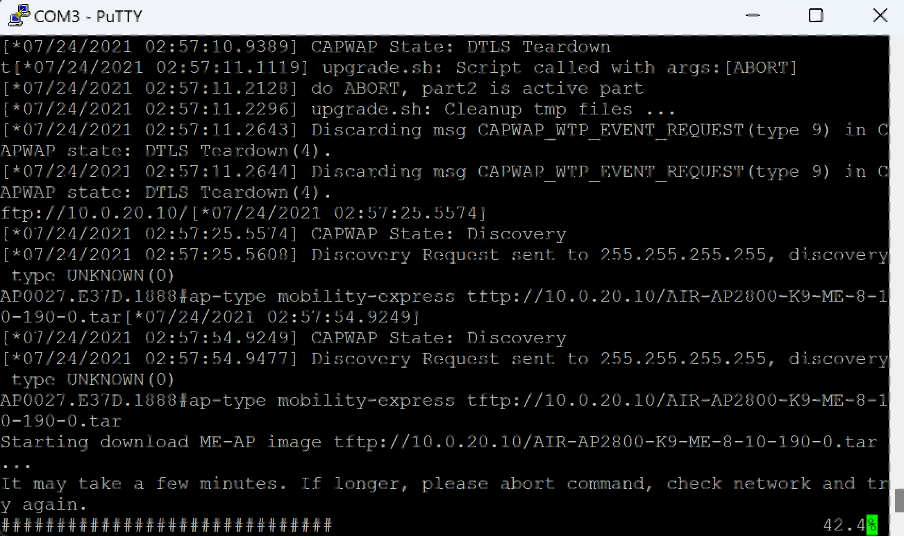 COM3 - PuTTY
[*07/24/2021 02:57:10.9389] CAPWAP State: DTLS Teardown
t[*07/24/2021 02:57:11.1119] upgrade.sh: Script called with args:[ABORT]
[*07/24/2021 02:57:11.2128] do ABORT, part2 is active part
[*07/24/2021 02:57:11.2296] upgrade.sh: Cleanup tmp files ...
[*07/24/2021 02:57:11.2643] Discarding msg CAPWAP_WTP_EVENT_REQUEST(type 9) in C
APWAP state: DTLS Teardown(4).
[*07/24/2021 02:57:11.2644] Discarding msg CAPWAP_WTP_EVENT_REQUEST(type 9) in C
APWAP state: DTLS Teardown(4).
ftp://10.0.20.10/[*07/24/2021 02:57:25.5574]
[*07/24/2021 02:57:25.5574] CAPWAP State: Discovery
[*07/24/2021 02:57:25.5608] Discovery Request sent to 255.255.255.255, discovery
 type UNKNOWN(0)
AP0027.E37D.1888#ap-type mobility-express tftp://10.0.20.10/AIR-AP2800-K9-ME-8-1
0-190-0.tar[*07/24/2021 02:57:54.9249]
[*07/24/2021 02:57:54.9249] CAPWAP State: Discovery
[*07/24/2021 02:57:54.9477] Discovery Request sent to 255.255.255.255, discovery
 type UNKNOWN(0)
AP0027.E37D.1888#ap-type mobility-express tftp://10.0.20.10/AIR-AP2800-K9-ME-8-1
0-190-0.tar
Starting download ME-AP image tftp://10.0.20.10/AIR-AP2800-K9-ME-8-10-190-0.tar
...
It may take a few minutes. If longer, please abort command, check network and tr
y again.
############################## 42.4%